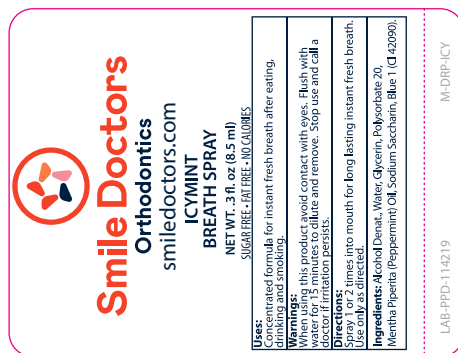 Smile Doctors
Orthodontics
smiledoctors.com
ICYMINT
BREATH SPRAY
NET WT. .3 fl. oz (8.5 ml)
SUGAR FREE • FAT FREE • NO CALORIES
Uses:
Concentrated formula for instant fresh breath after eating,
drinking and smoking.
Warnings:
When using this product avoid contact with eyes. Flush with
water for 15 minutes to dilute and remove. Stop use and call a
doctor if irritation persists.
Directions:
Spray 1 or 2 times into mouth for long lasting instant fresh breath.
Use only as directed.
Ingredients: Alcohol Denat, Water, Glycerin, Polysorbate 20,
Mentha Piperita (Peppermint) Oil, Sodium Saccharin, Blue 1 (CI 42090).
LAB-PPD-114219
M-DRP-ICY